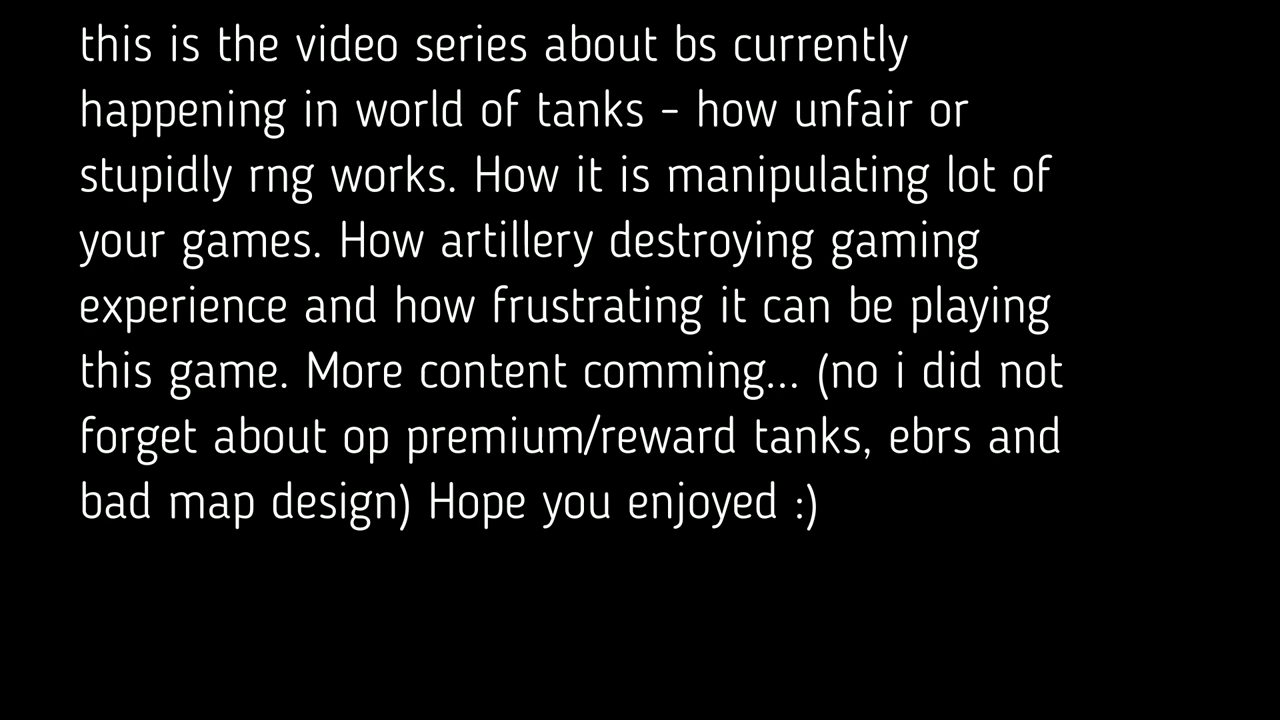 this is the video series about bs currently
happening in world of tanks - how unfair or
stupidly rng works. How it is manipulating lot of
your games. How artillery destroying gaming
experience and how frustrating it can be playing
this game. More content comming... (no i did not
forget about op premium/reward tanks, ebrs and
bad map design) Hope you enjoyed :)